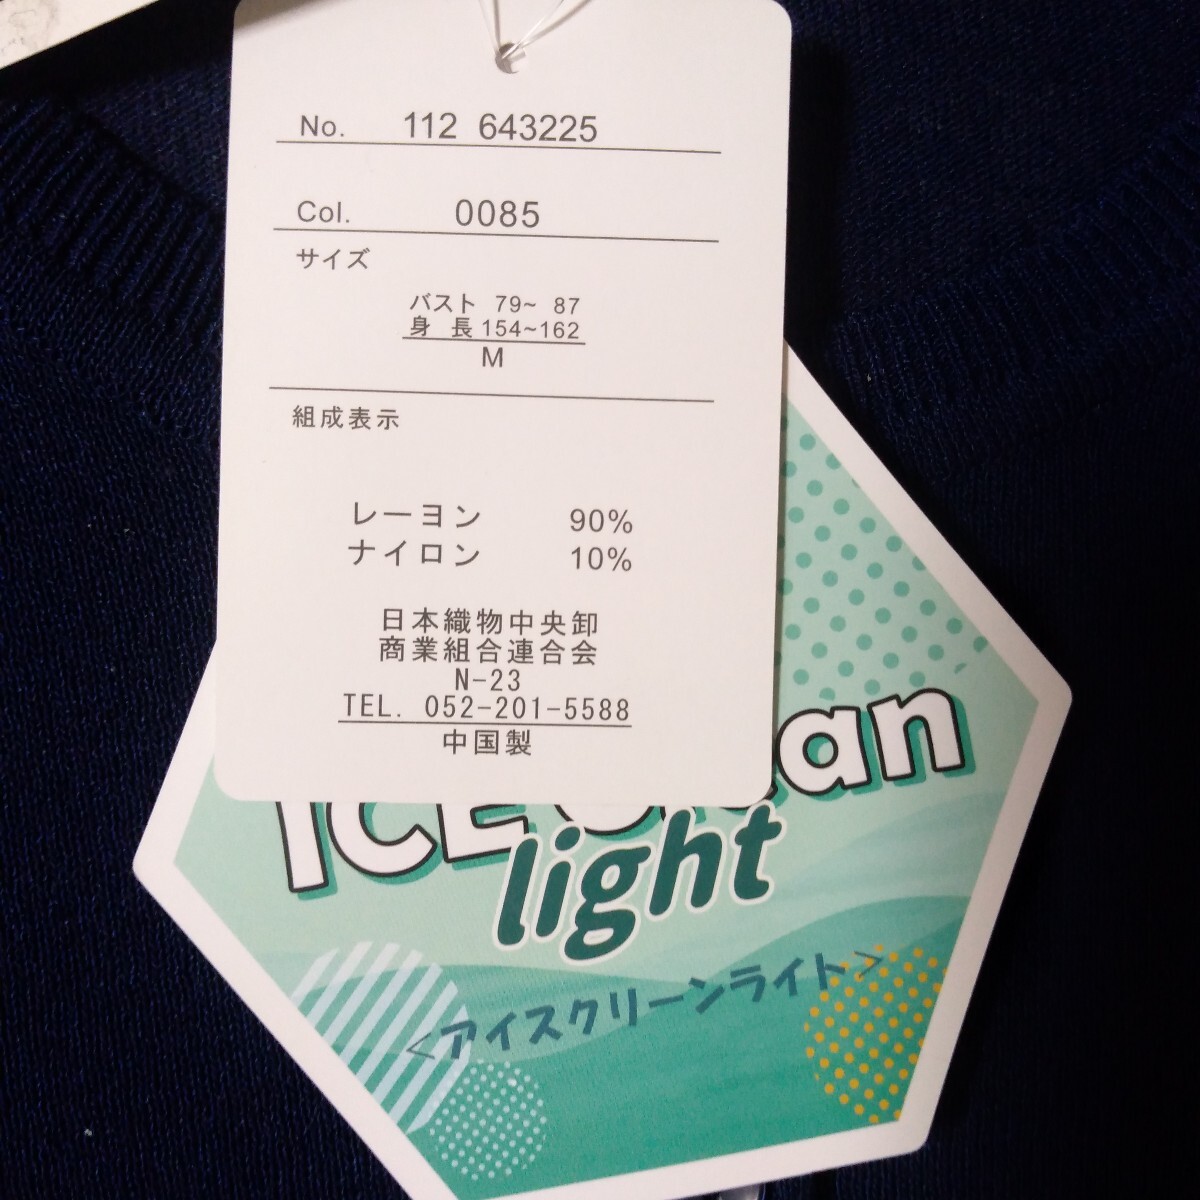 No. 112 643225
Col. 0085
サイズ
バスト 79~ 87
身 長 154~162
M
組成表示
レーヨン 90%
ナイロン 10%
日本織物中央卸
商業組合連合会
N-23
TEL. 052-201-5588
中国製
ICE
light
<アイスクリーンライト>